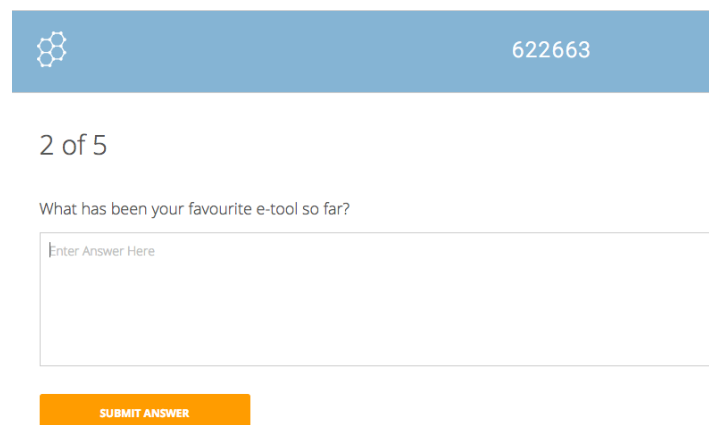 622663
2 of 5
What has been your favourite e-tool so far?
Enter Answer Here
SUBMIT ANSWER